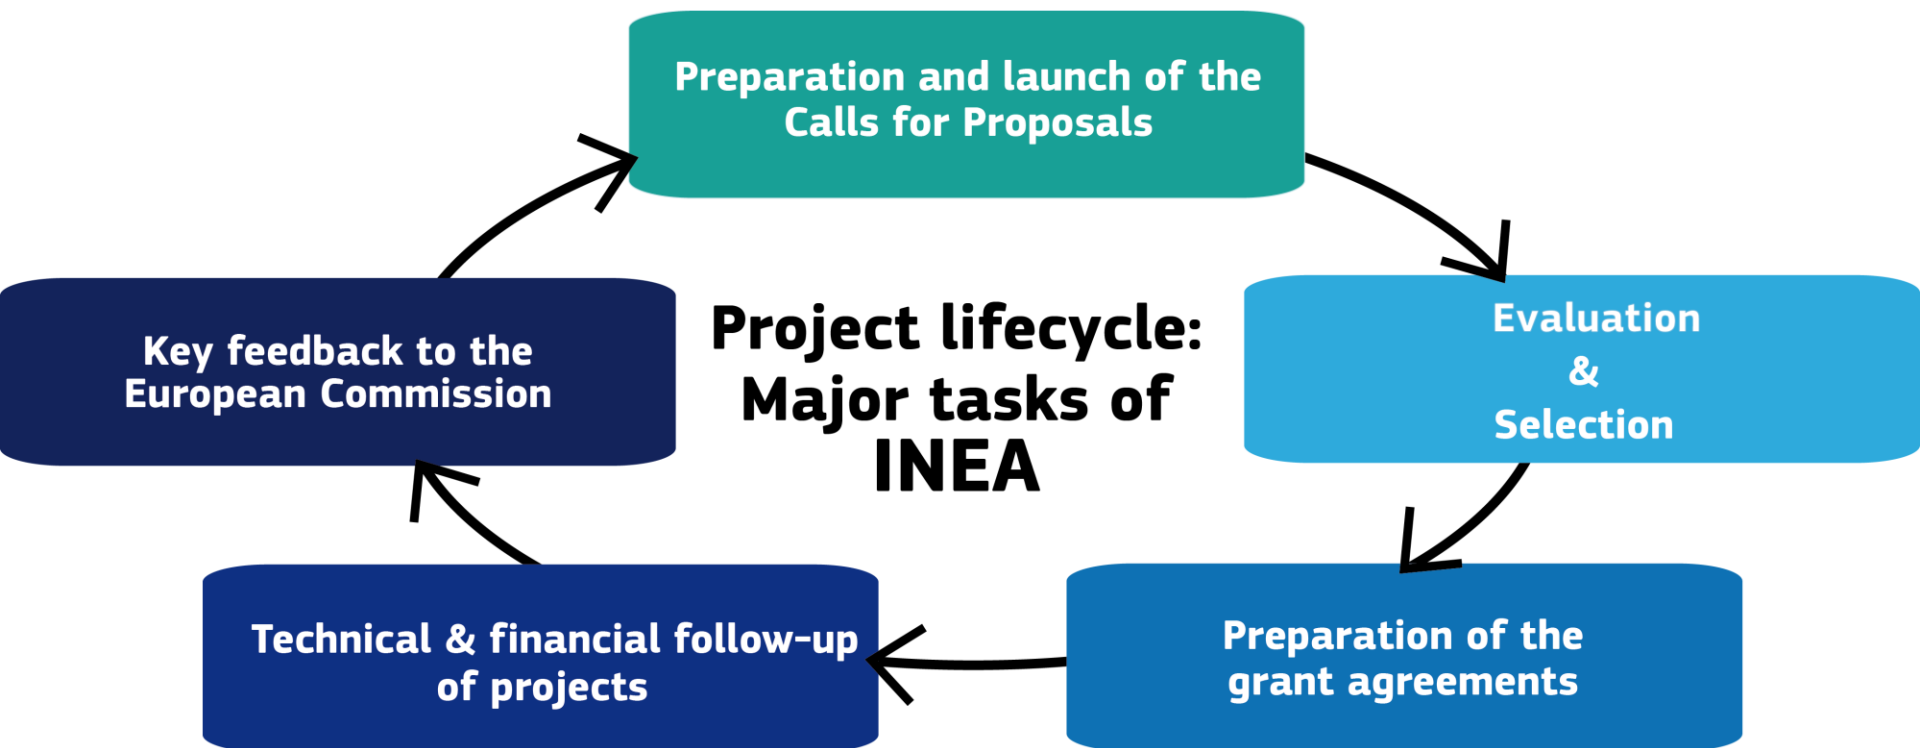 Preparation and launch of the
Calls for Proposals
Evaluation
&
Selection
Preparation of the
grant agreements
Technical & financial follow-up
of projects
Key feedback to the
European Commission
Project lifecycle:
Major tasks of
INEA